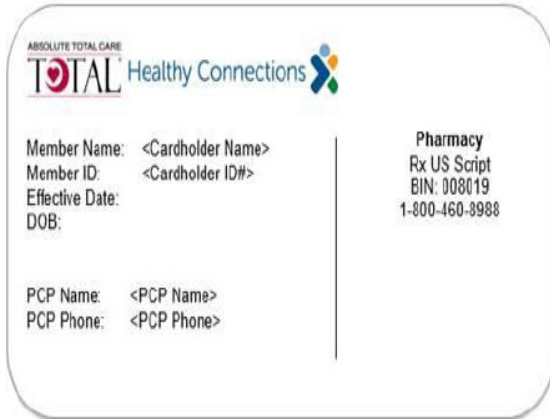 ABSOLUTE TOTAL CARE
TOTAL Healthy Connections
Member Name: <Cardholder Name>
Member ID: <Cardholder ID#>
Effective Date:
DOB:
PCP Name: <PCP Name>
PCP Phone: <PCP Phone>
Pharmacy
Rx US Script
BIN: 008019
1-800-460-8988